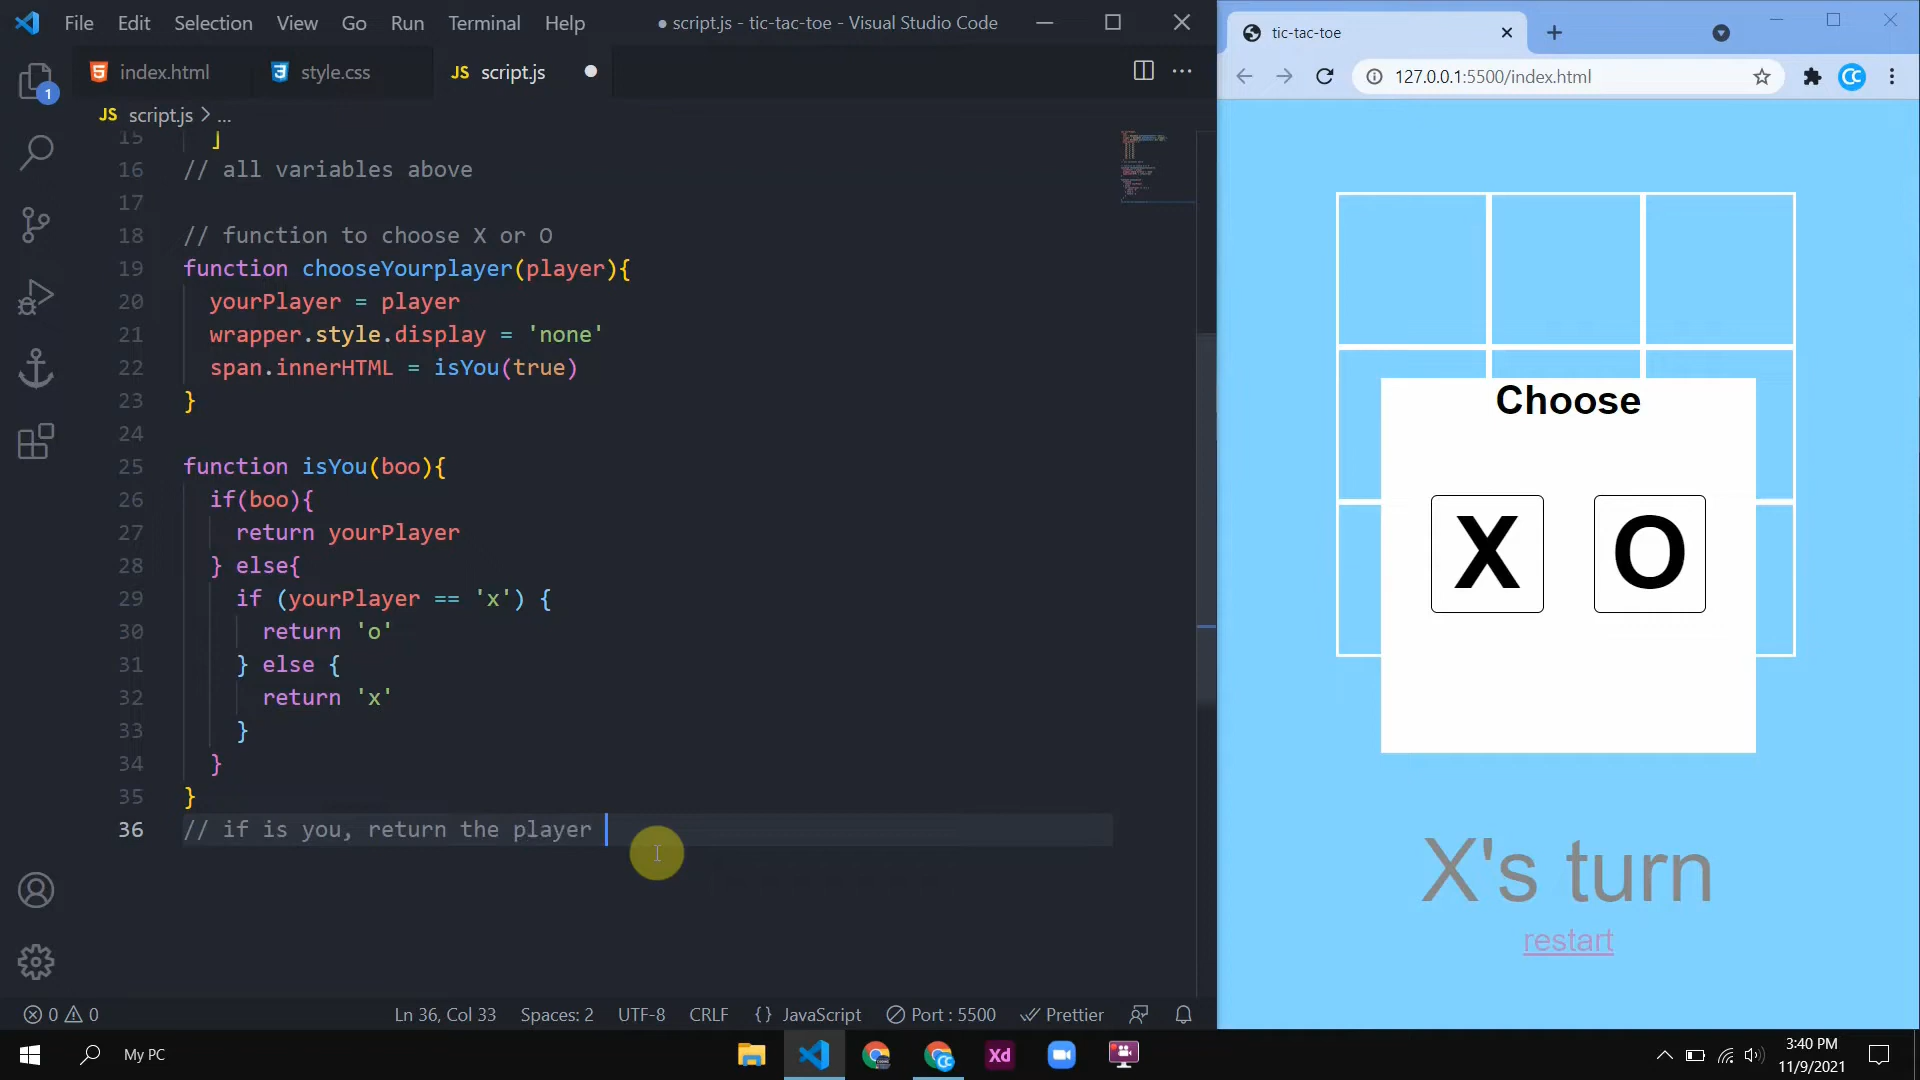 File Edit Selection View Go Run Terminal Help
● script.js - tic-tac-toe - Visual Studio Code
index.html
style.css
JS script.js
JS script.js > ...
15 ]
16 // all variables above
17
18 // function to choose X or O
19 function chooseYourplayer(player){
20 yourPlayer = player
21 wrapper.style.display = 'none'
22 span.innerHTML = isYou(true)
23 }
24
25 function isYou(boo){
26 if(boo){
27 return yourPlayer
28 } else{
29 if (yourPlayer == 'x') {
30 return 'o'
31 } else {
32 return 'x'
33 }
34 }
35 }
36 // if is you, return the player
1
0 0
Ln 36, Col 33
Spaces: 2
UTF-8
CRLF
{} JavaScript
Port : 5500
Prettier
tic-tac-toe
127.0.0.1:5500/index.html
CC
Choose
X O
X's turn
restart
My PC
Xd
3:40 PM
11/9/2021